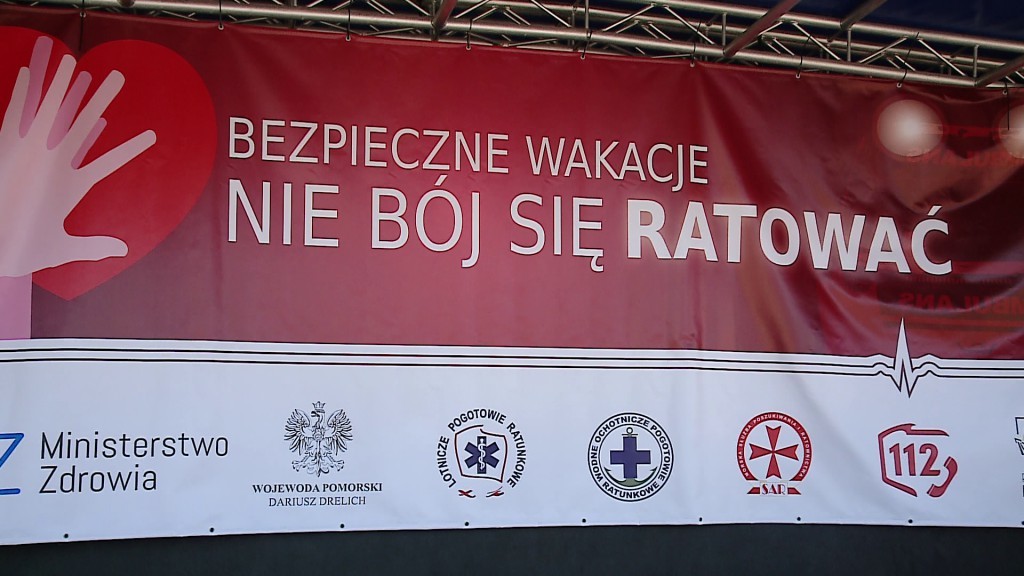 BEZPIECZNE WAKACJE
NIE BÓJ SIĘ RATOWAĆ
Ministerstwo
Zdrowia
WOJEWODA POMORSKI
DARIUSZ DRELICH
LOTNICZE POGOTOWIE RATUNKOWE
WODNE OCHOTNICZE POGOTOWIE RATUNKOWE
SAR
112